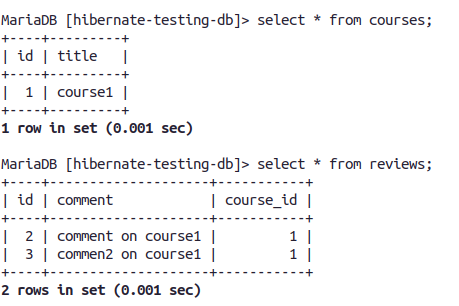 MariaDB [hibernate-testing-db]> select * from courses;
+----+---------+
| id | title   |
+----+---------+
|  1 | course1 |
+----+---------+
1 row in set (0.001 sec)

MariaDB [hibernate-testing-db]> select * from reviews;
+----+--------------------+-----------+
| id | comment            | course_id |
+----+--------------------+-----------+
|  2 | comment on course1 |         1 |
|  3 | commen2 on course1 |         1 |
+----+--------------------+-----------+
2 rows in set (0.001 sec)